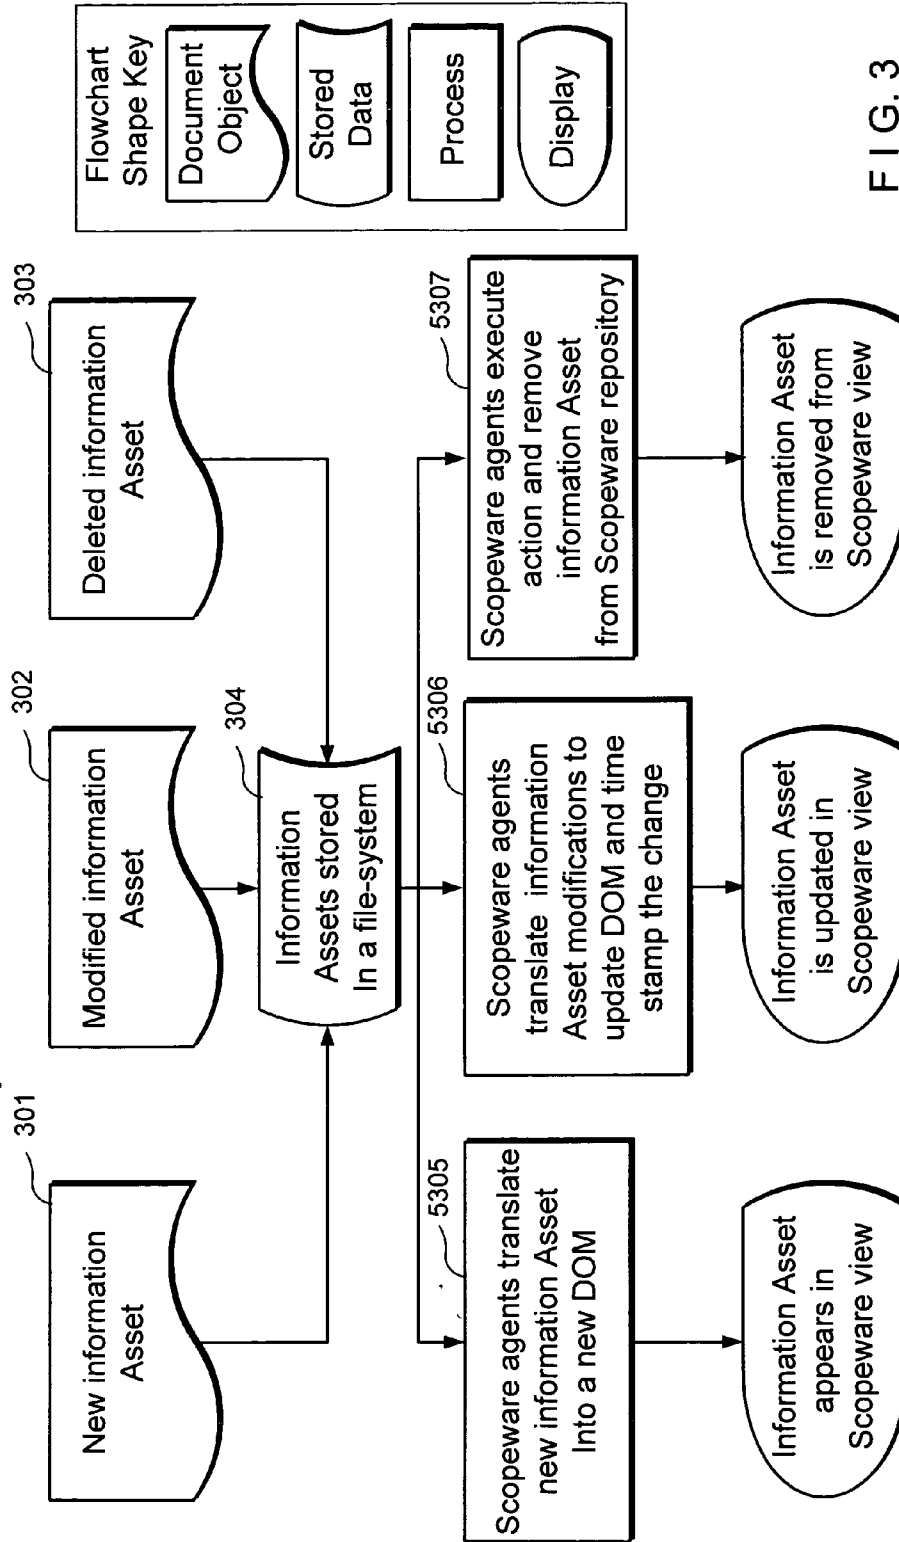 New information
Asset
301
Modified information
Asset
302
Deleted information
Asset
303
Information
Assets stored
In a file-system
304
Scopeware agents translate
new information Asset
Into a new DOM
5305
Scopeware agents
translate information
Asset modifications to
update DOM and time
stamp the change
5306
Scopeware agents execute
action and remove
information Asset
from Scopeware repository
5307
Information Asset
appears in
Scopeware view
Information Asset
is updated in
Scopeware view
Information Asset
is removed from
Scopeware view
Flowchart
Shape Key
Document
Object
Stored
Data
Process
Display
FIG. 3